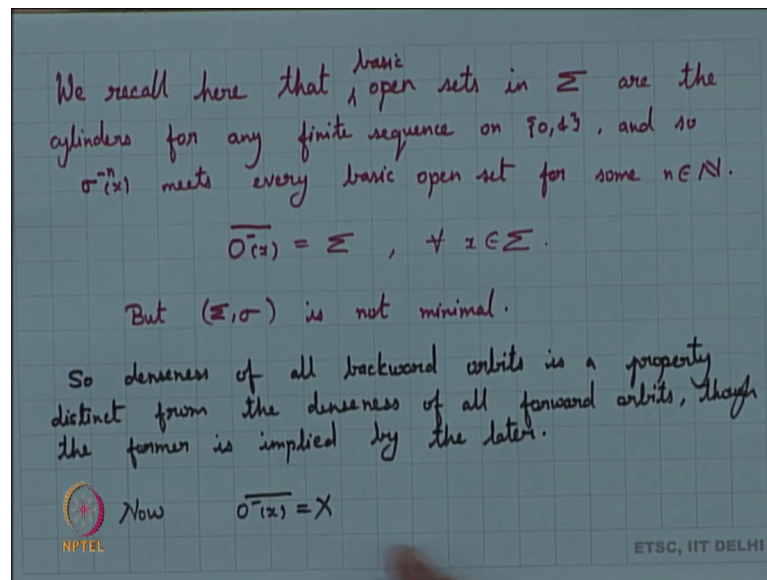 We recall here that basic open sets in Σ are the
cylinders for any finite sequence on {0,1}, and so
σ⁻ⁿ(x) meets every basic open set for some n∈ℕ.
\overline{O⁻(x)} = Σ , ∀ x∈Σ.
But (Σ,σ) is not minimal.
So denseness of all backward orbits is a property
distinct from the denseness of all forward orbits, though
the former is implied by the later.
Now \overline{O⁻(x)} = X
NPTEL
ETSC, IIT DELHI